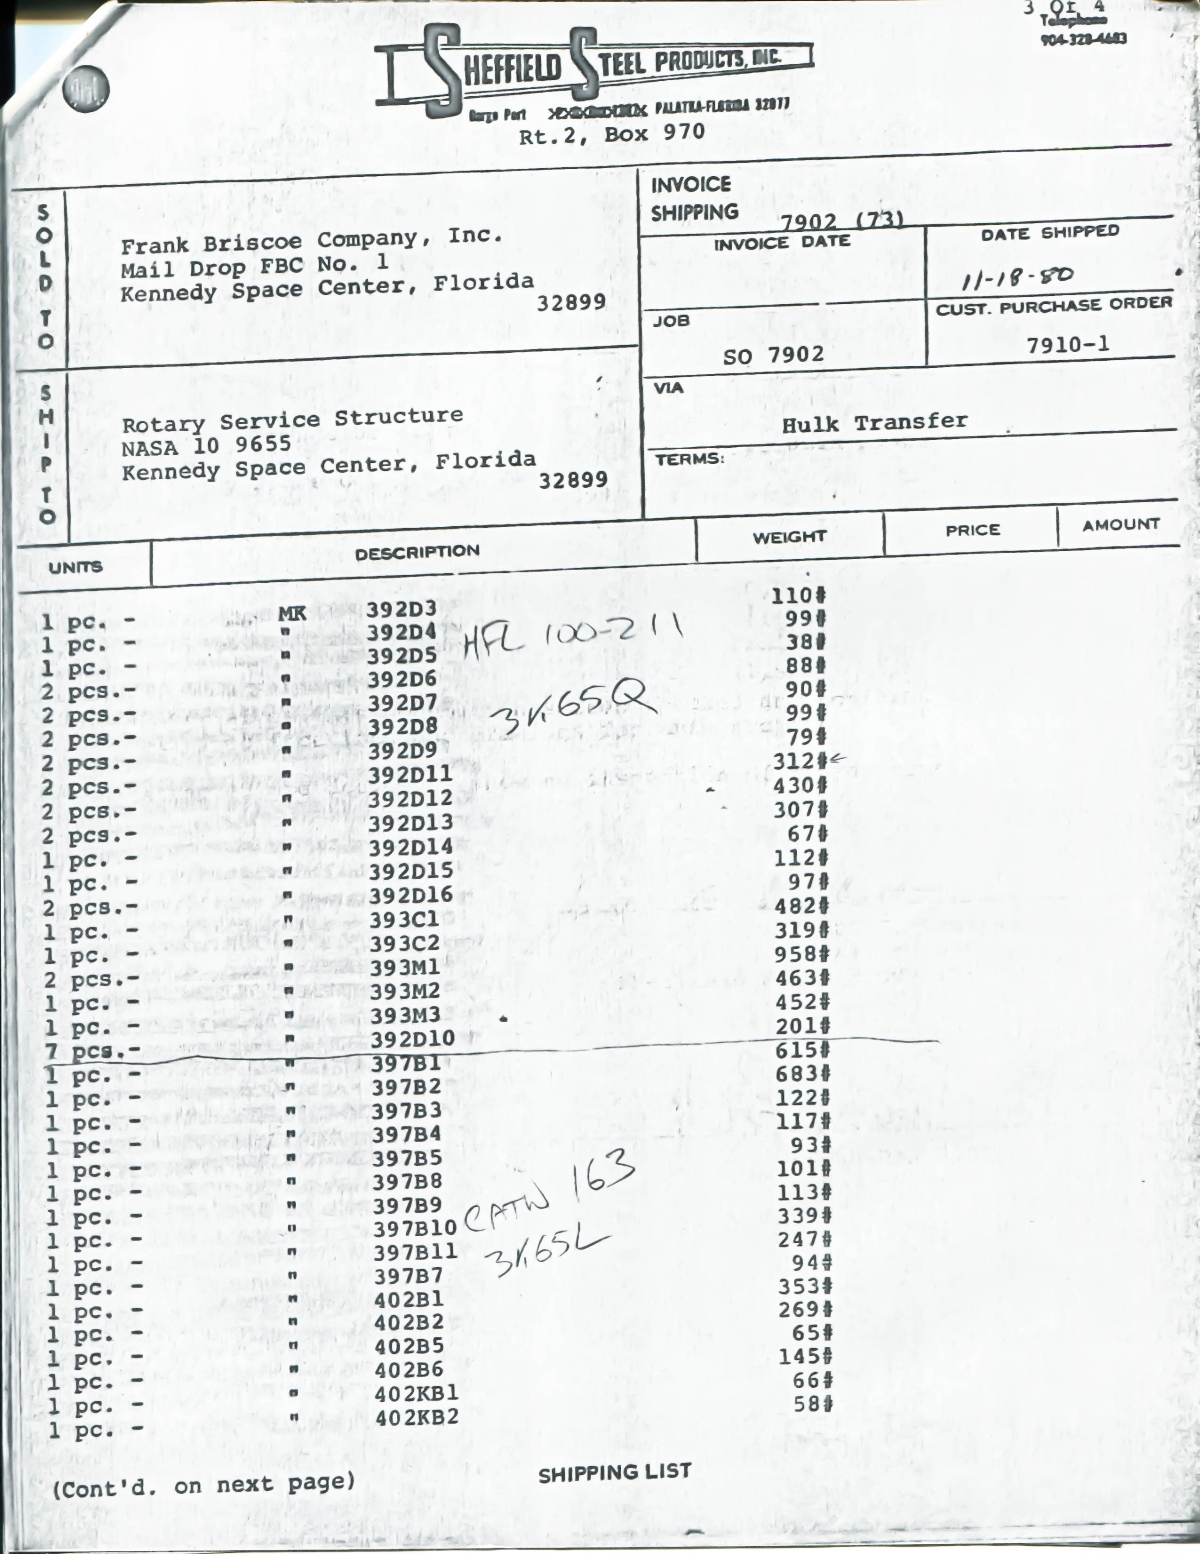 3 Of 4
Telephone
904-328-4683
SHEFFIELD STEEL PRODUCTS, INC.
Cargo Port PALATKA-FLORIDA 32077
Rt.2, Box 970
SOLD TO
Frank Briscoe Company, Inc.
Mail Drop FBC No. 1
Kennedy Space Center, Florida
32899
INVOICE
SHIPPING 7902 (73)
INVOICE DATE
DATE SHIPPED
11-18-80
JOB
SO 7902
CUST. PURCHASE ORDER
7910-1
SHIP TO
Rotary Service Structure
NASA 10 9655
Kennedy Space Center, Florida
32899
VIA
Hulk Transfer
TERMS:
UNITS DESCRIPTION WEIGHT PRICE AMOUNT
1 pc. - MK 392D3 110#
1 pc. - " 392D4 99#
1 pc. - " 392D5 38#
2 pcs.- " 392D6 88#
2 pcs.- " 392D7 90#
2 pcs.- " 392D8 99#
2 pcs.- " 392D9 79#
2 pcs.- " 392D11 312#←
2 pcs.- " 392D12 430#
2 pcs.- " 392D13 307#
1 pc. - " 392D14 67#
1 pc. - " 392D15 112#
2 pcs.- " 392D16 97#
1 pc. - " 393C1 482#
1 pc. - " 393C2 319#
2 pcs.- " 393M1 958#
1 pc. - " 393M2 463#
1 pc. - " 393M3 452#
7 pcs.- " 392D10 201#
1 pc. - " 397B1 615#
1 pc. - " 397B2 683#
1 pc. - " 397B3 122#
1 pc. - " 397B4 117#
1 pc. - " 397B5 93#
1 pc. - " 397B8 101#
1 pc. - " 397B9 113#
1 pc. - " 397B10 339#
1 pc. - " 397B11 247#
1 pc. - " 397B7 94#
1 pc. - " 402B1 353#
1 pc. - " 402B2 269#
1 pc. - " 402B5 65#
1 pc. - " 402B6 145#
1 pc. - " 402KB1 66#
1 pc. - " 402KB2 58#
HFL 100-211
3K65Q
CATW 163
3K65L
(Cont'd. on next page)
SHIPPING LIST